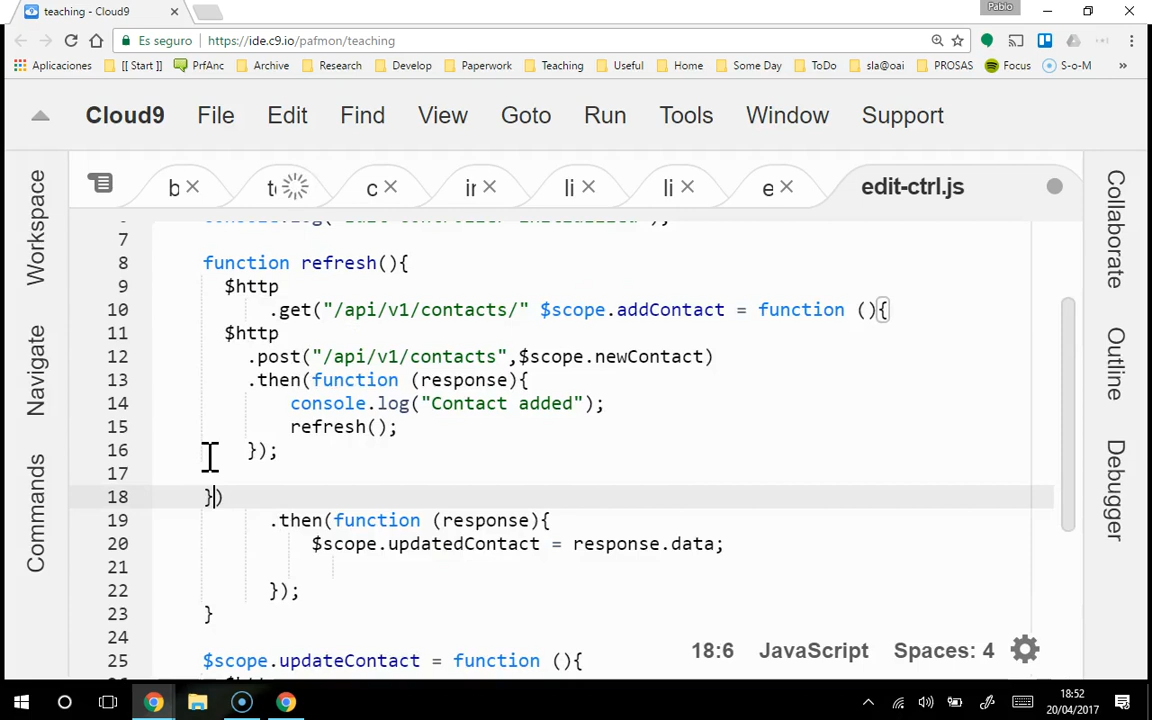 teaching - Cloud9
Pablo
Es seguro
https://ide.c9.io/pafmon/teaching
Aplicaciones [[ Start ]] PrfAnc Archive Research Develop Paperwork Teaching Useful Home Some Day ToDo sla@oai PROSAS Focus S-o-M »
Cloud9 File Edit Find View Goto Run Tools Window Support
b
c
li
li
e
edit-ctrl.js
Workspace
Navigate
Commands
Collaborate
Outline
Debugger
7
8 function refresh(){
9 $http
10 .get("/api/v1/contacts/" $scope.addContact = function (){
11 $http
12 .post("/api/v1/contacts",$scope.newContact)
13 .then(function (response){
14 console.log("Contact added");
15 refresh();
16 });
17
18 })
19 .then(function (response){
20 $scope.updatedContact = response.data;
21
22 });
23 }
24
25 $scope.updateContact = function (){
18:6 JavaScript Spaces: 4
18:52
20/04/2017